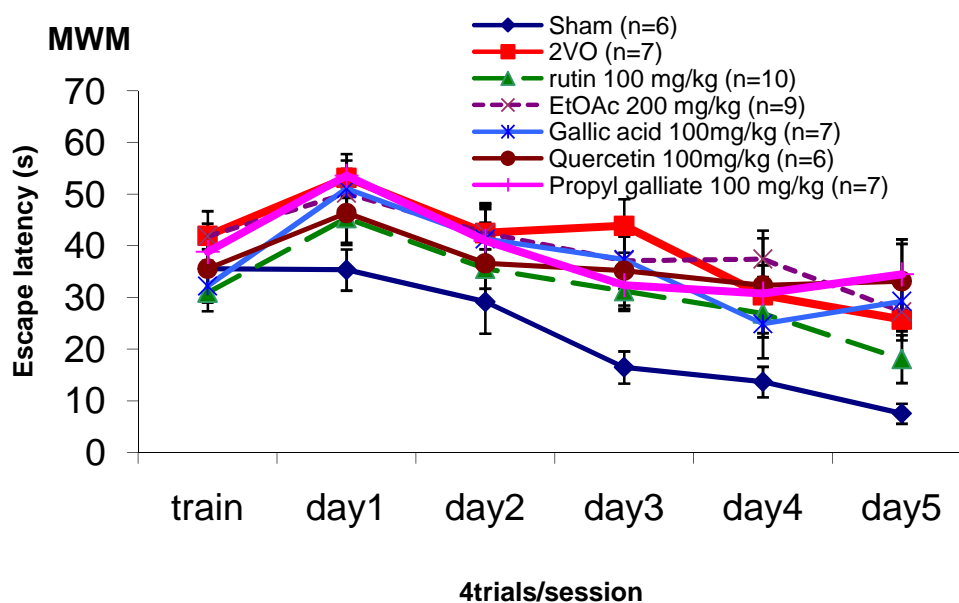 MWM
Sham (n=6)
2VO (n=7)
rutin 100 mg/kg (n=10)
EtOAc 200 mg/kg (n=9)
Gallic acid 100mg/kg (n=7)
Quercetin 100mg/kg (n=6)
Propyl galliate 100 mg/kg (n=7)
Escape latency (s)
70
60
50
40
30
20
10
0
train day1 day2 day3 day4 day5
4trials/session